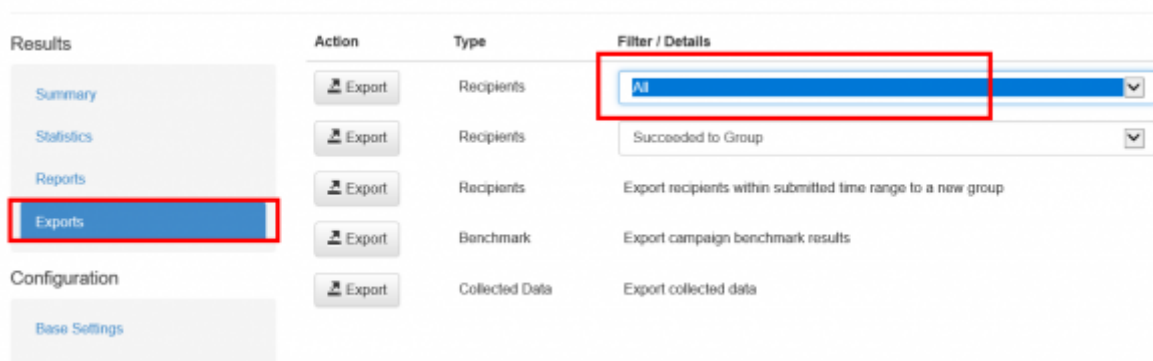 Results
Summary
Statistics
Reports
Exports
Configuration
Base Settings
Action Type Filter / Details
Export Recipients All
Export Recipients Succeeded to Group
Export Recipients Export recipients within submitted time range to a new group
Export Benchmark Export campaign benchmark results
Export Collected Data Export collected data